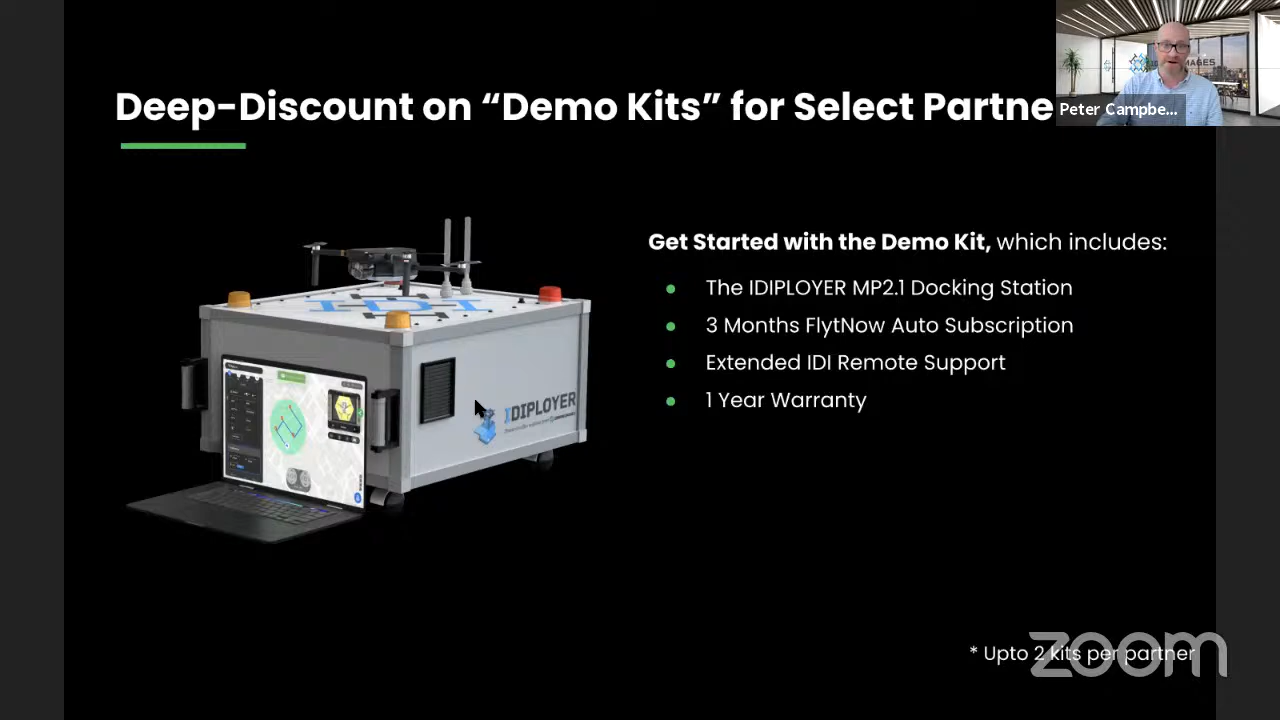 Deep-Discount on “Demo Kits” for Select Partne
Peter Campbe...
Get Started with the Demo Kit, which includes:
The IDIPLOYER MP2.1 Docking Station
3 Months FlytNow Auto Subscription
Extended IDI Remote Support
1 Year Warranty
IDI
IDIPLOYER
* Upto 2 kits per partner
zoom